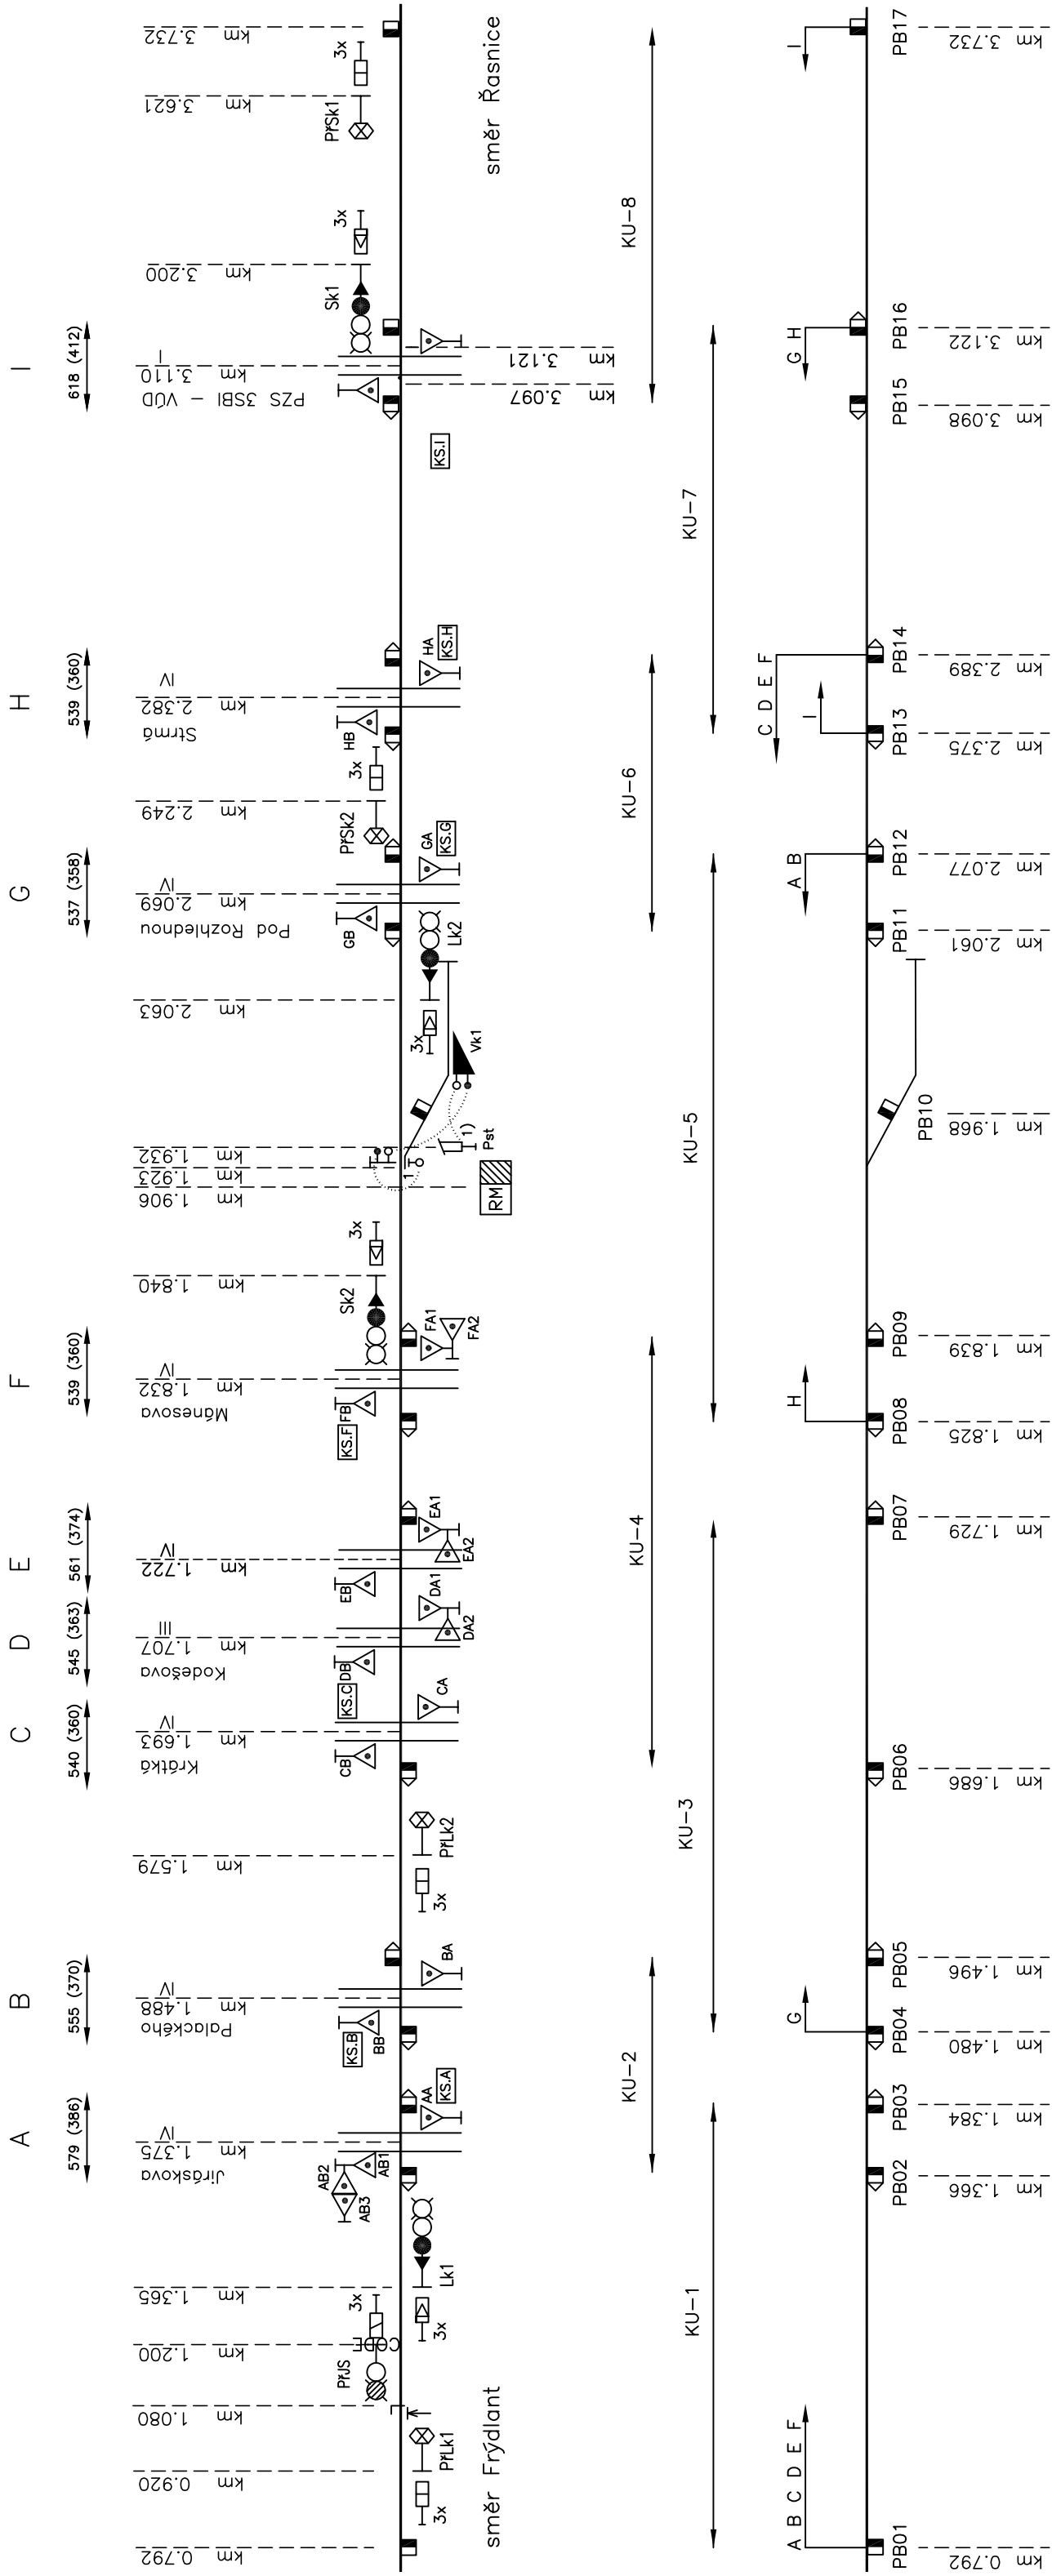 A
B
C
D
E
F
G
H
I
579 (386)
555 (370)
540 (360)
545 (363)
561 (374)
539 (360)
537 (358)
539 (360)
618 (412)
km 0.792
km 0.920
km 1.080
km 1.200
km 1.365
Jiráskova
km 1.375
IV
Palackého
km 1.488
IV
km 1.579
Krátká
km 1.693
IV
Kodešova
km 1.707
III
km 1.722
IV
Mánesova
km 1.832
IV
km 1.840
km 1.906
km 1.923
km 1.932
km 2.063
Pod Rozhlednou
km 2.069
IV
km 2.249
Strmá
km 2.382
IV
PZS 3SBI – VÚD
km 3.110
I
km 3.200
km 3.621
km 3.732
3x
PřLk1
PřJS
CODE
3x
3x
Lk1
AB2
AB3
AB1
AA
KS.A
KS.B
BB
BA
3x
PřLk2
CB
CA
KS.C
DB
DA1
DA2
EB
EA1
EA2
KS.F
FB
FA1
FA2
Sk2
3x
1
RM
Pst
1)
Vk1
3x
Lk2
GB
GA
KS.G
PřSk2
3x
HB
HA
KS.H
KS.I
km 3.097
km 3.121
Sk1
3x
PřSk1
3x
směr Frýdlant
směr Řasnice
KU-1
KU-2
KU-3
KU-4
KU-5
KU-6
KU-7
KU-8
A B C D E F
G
H
A B
I
C D E F
G H
I
PB01
PB02
PB03
PB04
PB05
PB06
PB07
PB08
PB09
PB10
PB11
PB12
PB13
PB14
PB15
PB16
PB17
km 0.792
km 1.366
km 1.384
km 1.480
km 1.496
km 1.686
km 1.729
km 1.825
km 1.839
km 1.968
km 2.061
km 2.077
km 2.375
km 2.389
km 3.098
km 3.122
km 3.732